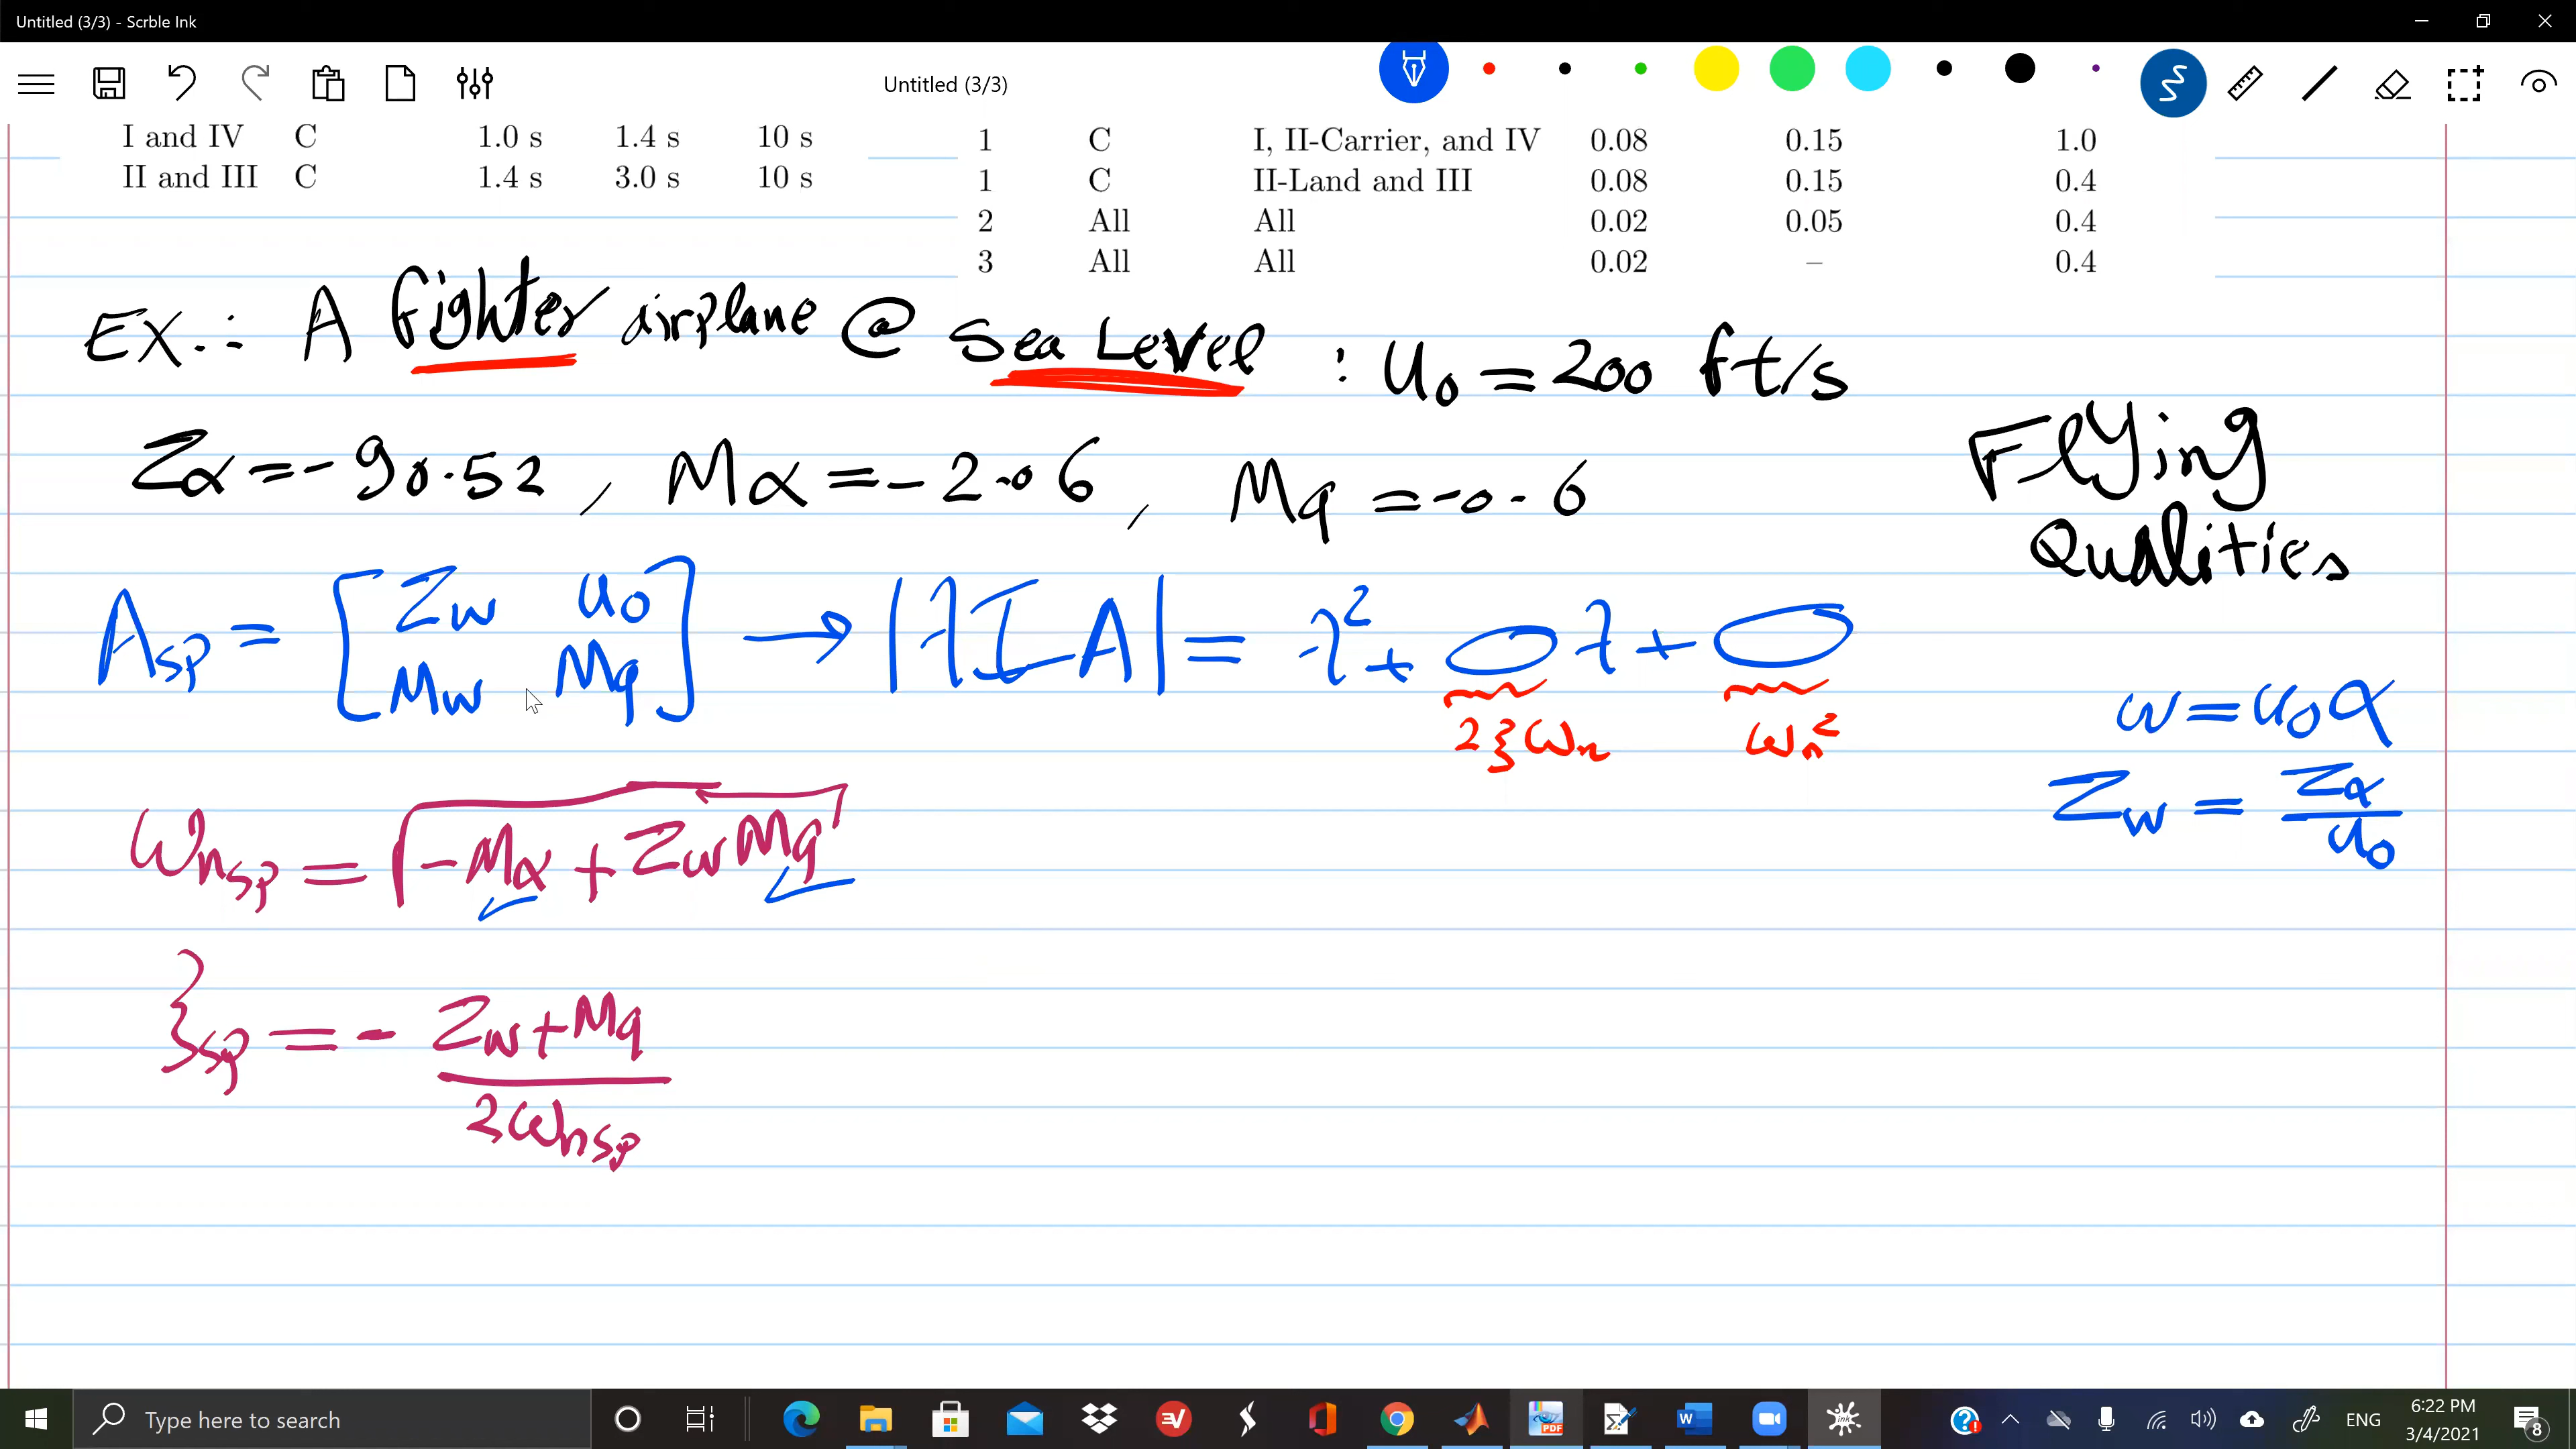 Untitled (3/3) - Scrble Ink
Untitled (3/3)
I and IV C 1.0 s 1.4 s 10 s
II and III C 1.4 s 3.0 s 10 s
1 C I, II-Carrier, and IV 0.08 0.15 1.0
1 C II-Land and III 0.08 0.15 0.4
2 All All 0.02 0.05 0.4
3 All All 0.02 – 0.4
EX.: A fighter airplane @ Sea Level : u₀ = 200 ft/s
Zα = -90.52 , Mα = -2.06 , Mq = -0.6
Flying
Qualities
Asp = [ Zw u₀
Mw Mq ] → |λI-A| = λ² + ⬭ λ + ⬭
2ξωn ωn²
w = u₀α
Zw = Zα / u₀
ωnsp = √(-Mα + Zw Mq)
ξsp = - (Zw + Mq) / 2ωnsp
Type here to search
PDF
W
ink
ENG
6:22 PM
3/4/2021
8